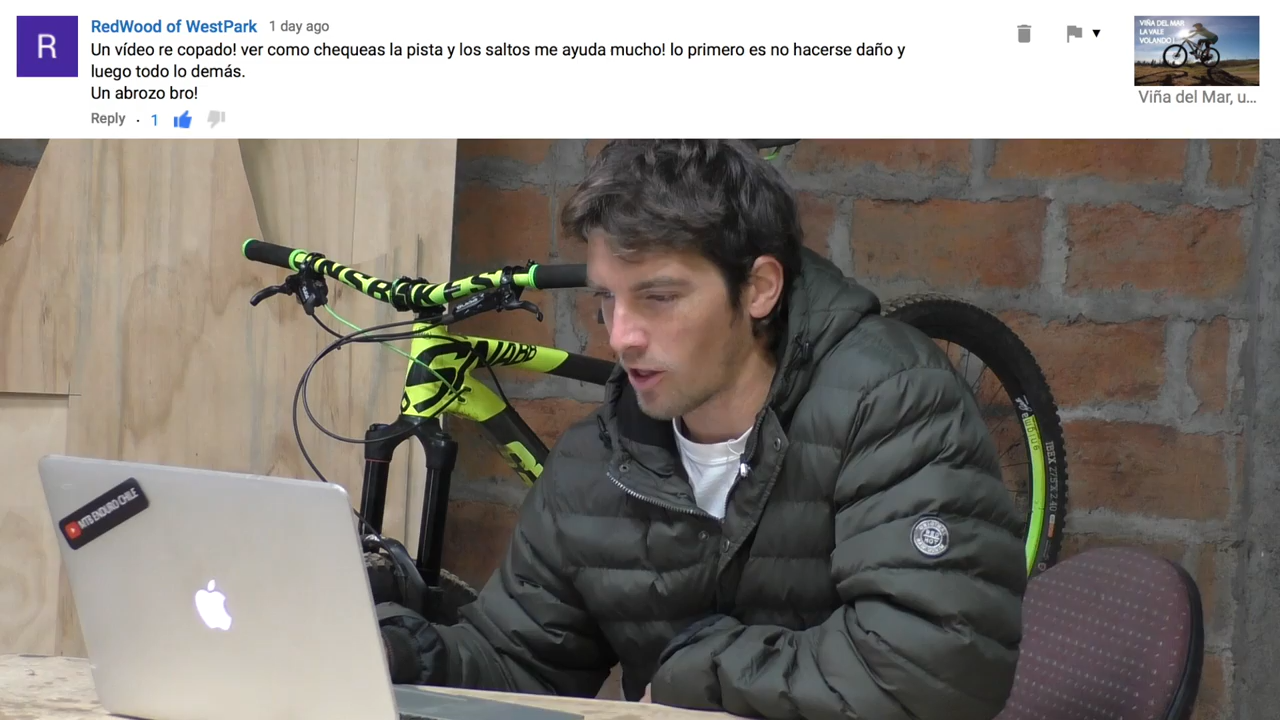 R
RedWood of WestPark 1 day ago
Un vídeo re copado! ver como chequeas la pista y los saltos me ayuda mucho! lo primero es no hacerse daño y
luego todo lo demás.
Un abrozo bro!
Reply · 1
VIÑA DEL MAR
LA VALE
VOLANDO!
Viña del Mar, u...
MTB ENDURO CHILE